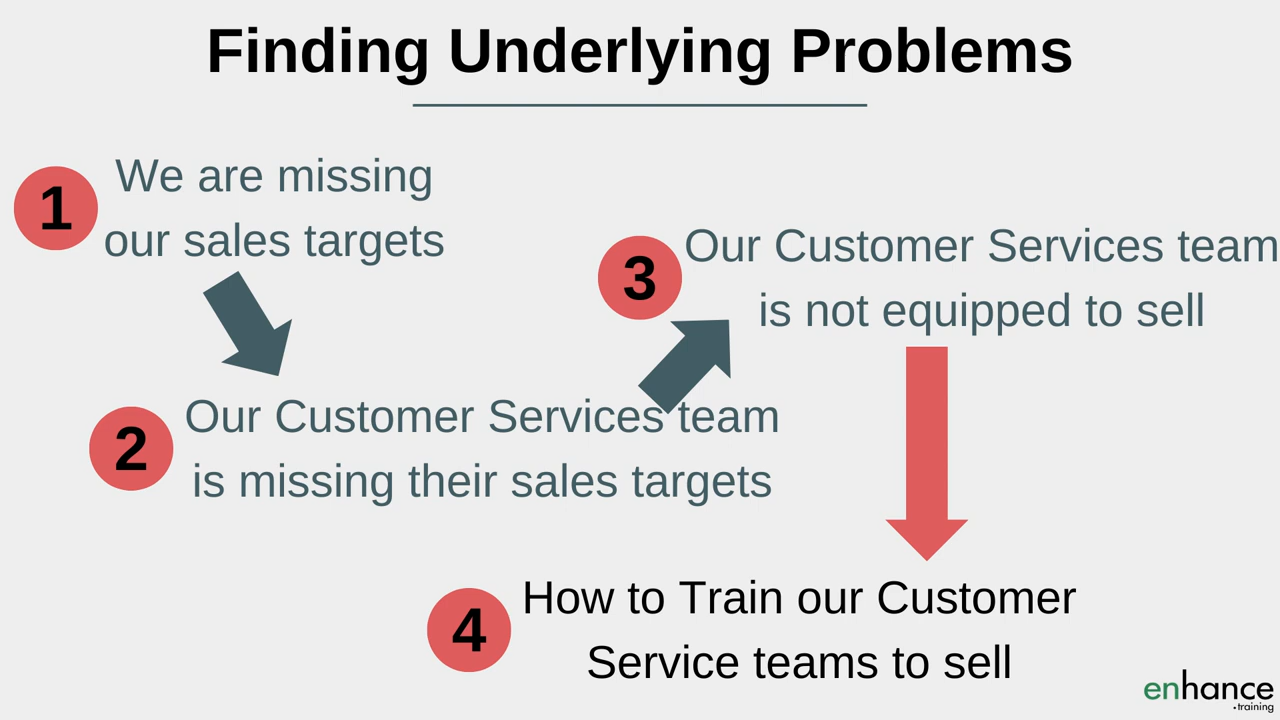 Finding Underlying Problems
1
We are missing
our sales targets
2
Our Customer Services team
is missing their sales targets
3
Our Customer Services team
is not equipped to sell
4
How to Train our Customer
Service teams to sell
enhance
.training